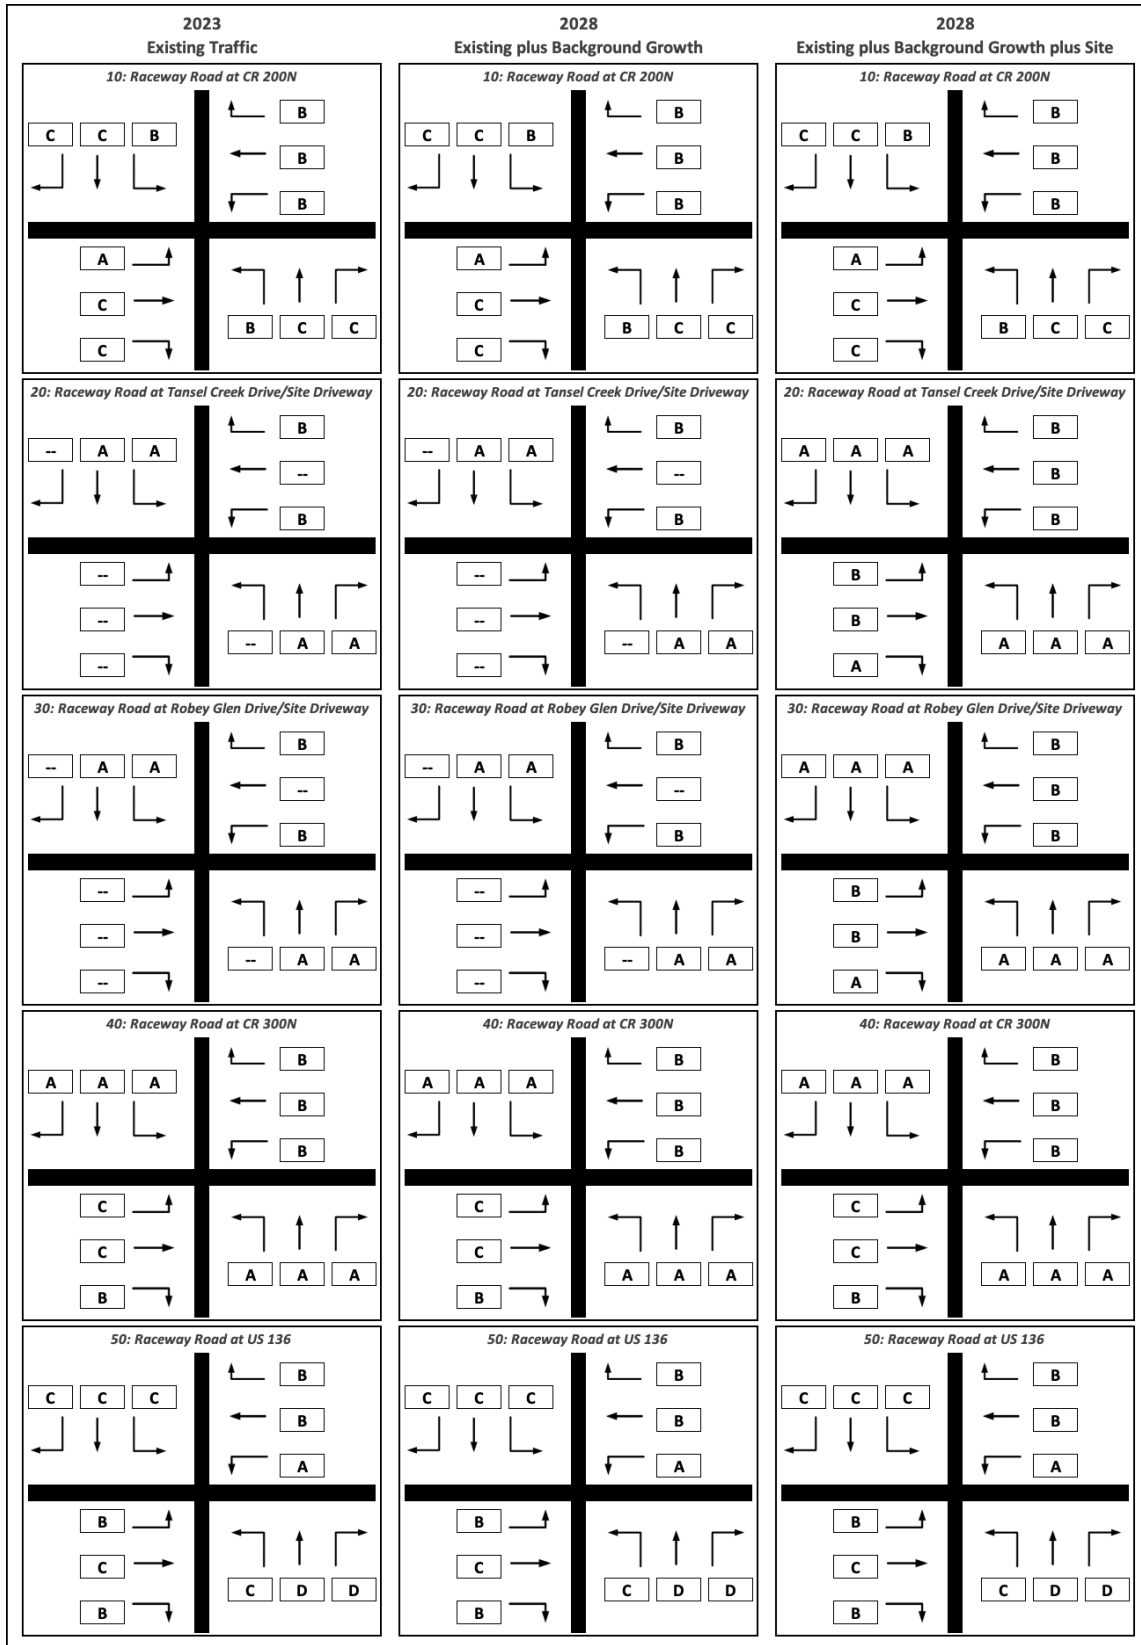 2023
Existing Traffic
2028
Existing plus Background Growth
2028
Existing plus Background Growth plus Site
10: Raceway Road at CR 200N
C C B
B
B
B
A
C
C
B C C
10: Raceway Road at CR 200N
C C B
B
B
B
A
C
C
B C C
10: Raceway Road at CR 200N
C C B
B
B
B
A
C
C
B C C
20: Raceway Road at Tansel Creek Drive/Site Driveway
-- A A
B
--
B
--
--
--
-- A A
20: Raceway Road at Tansel Creek Drive/Site Driveway
-- A A
B
--
B
--
--
--
-- A A
20: Raceway Road at Tansel Creek Drive/Site Driveway
A A A
B
B
B
B
B
A
A A A
30: Raceway Road at Robey Glen Drive/Site Driveway
-- A A
B
--
B
--
--
--
-- A A
30: Raceway Road at Robey Glen Drive/Site Driveway
-- A A
B
--
B
--
--
--
-- A A
30: Raceway Road at Robey Glen Drive/Site Driveway
A A A
B
B
B
B
B
A
A A A
40: Raceway Road at CR 300N
A A A
B
B
B
C
C
B
A A A
40: Raceway Road at CR 300N
A A A
B
B
B
C
C
B
A A A
40: Raceway Road at CR 300N
A A A
B
B
B
C
C
B
A A A
50: Raceway Road at US 136
C C C
B
B
A
B
C
B
C D D
50: Raceway Road at US 136
C C C
B
B
A
B
C
B
C D D
50: Raceway Road at US 136
C C C
B
B
A
B
C
B
C D D